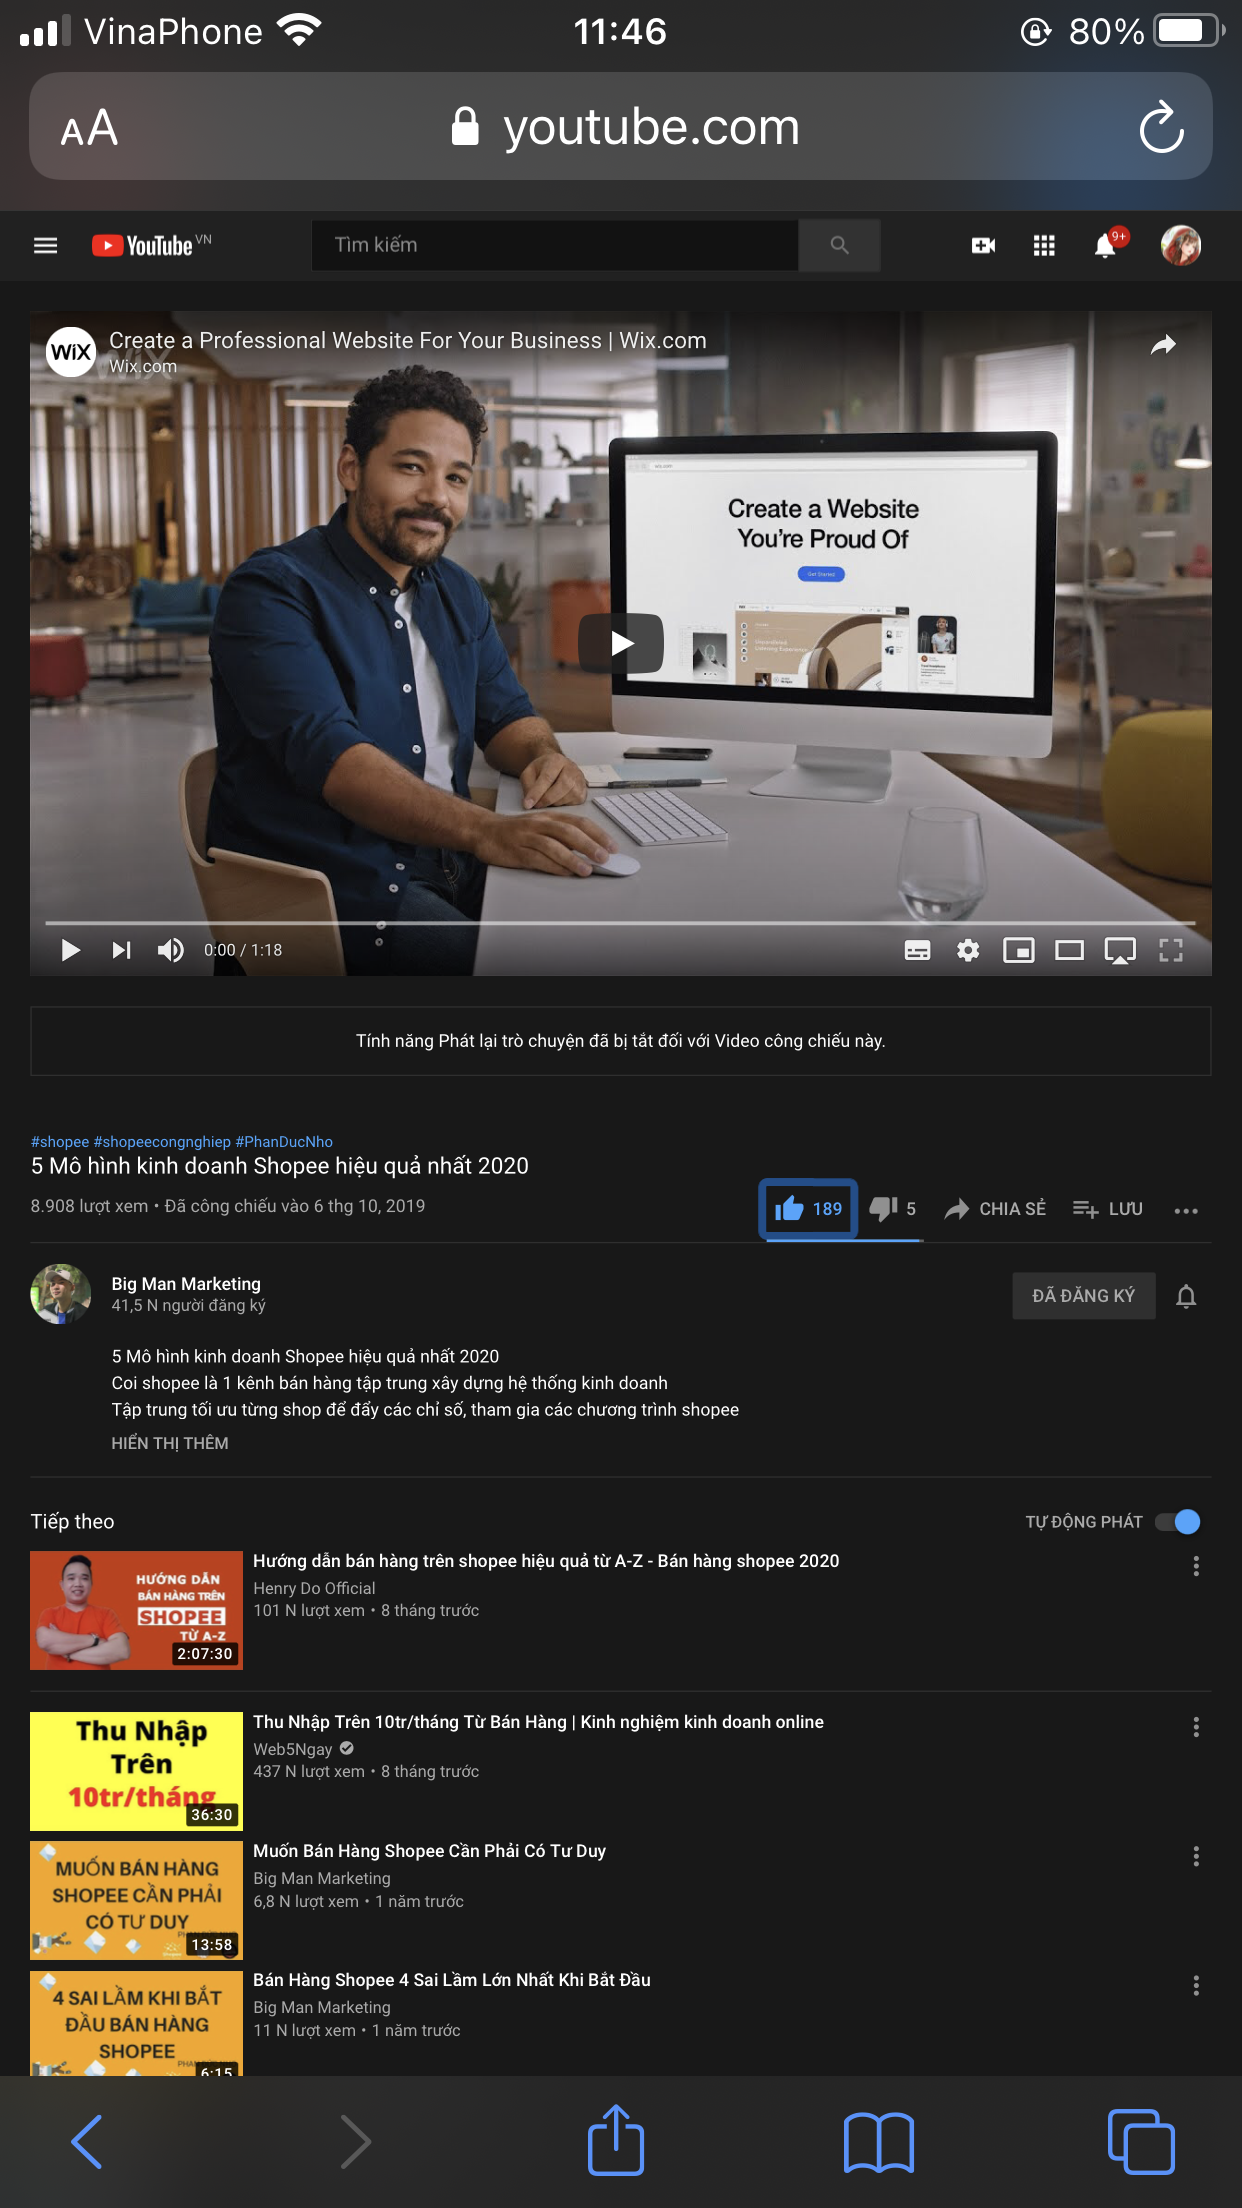 VinaPhone 11:46 80%
AA youtube.com
YouTube VN Tìm kiếm 9+
WiX Create a Professional Website For Your Business | Wix.com
Wix.com
Create a Website
You're Proud Of
Get Started
0:00 / 1:18
Tính năng Phát lại trò chuyện đã bị tắt đối với Video công chiếu này.
#shopee #shopeecongnghiep #PhanDucNho
5 Mô hình kinh doanh Shopee hiệu quả nhất 2020
8.908 lượt xem • Đã công chiếu vào 6 thg 10, 2019
189 5 CHIA SẺ LƯU
Big Man Marketing
41,5 N người đăng ký
ĐÃ ĐĂNG KÝ
5 Mô hình kinh doanh Shopee hiệu quả nhất 2020
Coi shopee là 1 kênh bán hàng tập trung xây dựng hệ thống kinh doanh
Tập trung tối ưu từng shop để đẩy các chỉ số, tham gia các chương trình shopee
HIỂN THỊ THÊM
Tiếp theo TỰ ĐỘNG PHÁT
HƯỚNG DẪN
BÁN HÀNG TRÊN
SHOPEE
TỪ A-Z
2:07:30
Hướng dẫn bán hàng trên shopee hiệu quả từ A-Z - Bán hàng shopee 2020
Henry Do Official
101 N lượt xem • 8 tháng trước
Thu Nhập
Trên
10tr/tháng
36:30
Thu Nhập Trên 10tr/tháng Từ Bán Hàng | Kinh nghiệm kinh doanh online
Web5Ngay
437 N lượt xem • 8 tháng trước
MUỐN BÁN HÀNG
SHOPEE CẦN PHẢI
CÓ TƯ DUY
13:58
Muốn Bán Hàng Shopee Cần Phải Có Tư Duy
Big Man Marketing
6,8 N lượt xem • 1 năm trước
4 SAI LẦM KHI BẮT
ĐẦU BÁN HÀNG
SHOPEE
6:15
Bán Hàng Shopee 4 Sai Lầm Lớn Nhất Khi Bắt Đầu
Big Man Marketing
11 N lượt xem • 1 năm trước